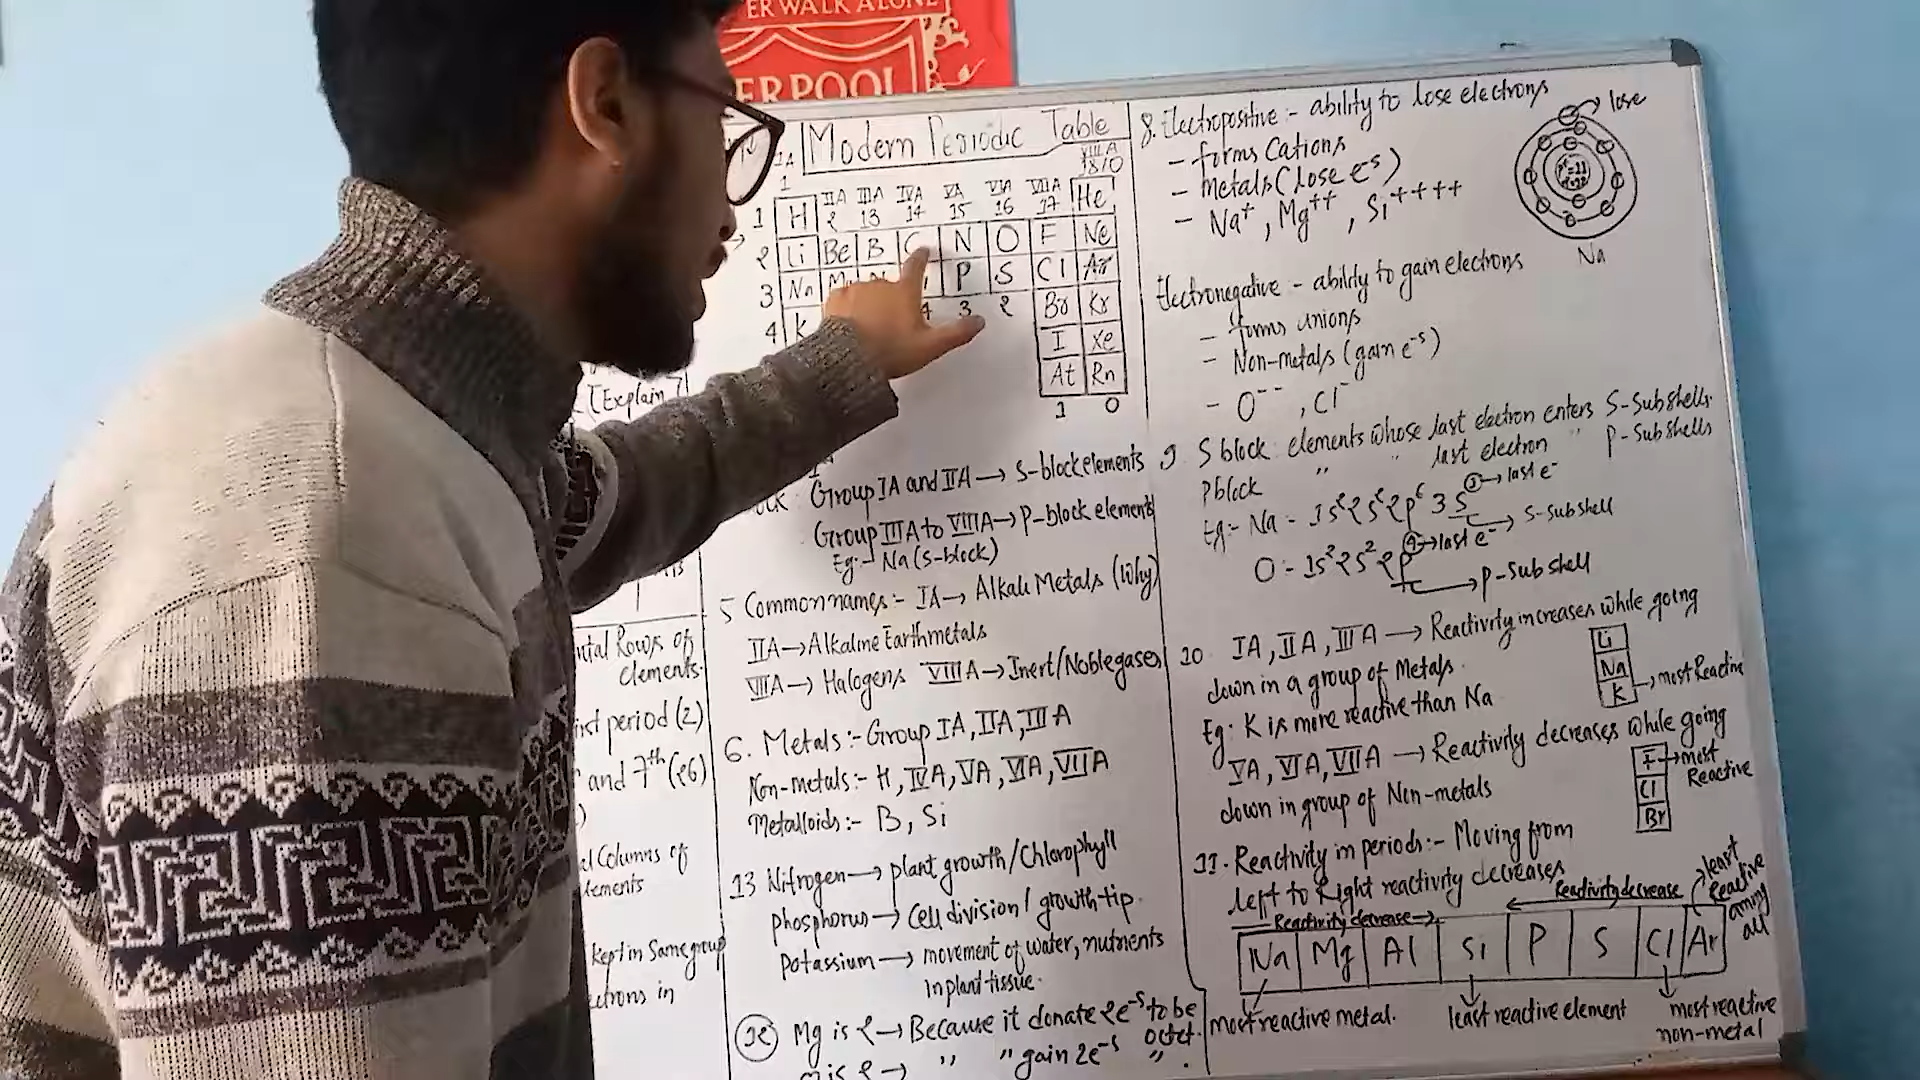 ER WALK ALONE
ERPOOL
Modern Periodic Table
IA
1
IIA IIIA IVA VA VIA VIIA VIIIA
2 13 14 15 16 17 18/0
1 H He
2 Li Be B C N O F Ne
3 Na P S Cl Ar
4 K 4 3 2 Br Kr
I Xe
At Rn
1 0
[Explain]
Group IA and IIA → S-block elements
Group IIIA to VIIIA → P-block element
Eg:- Na (S-block)
5 Common names:- IA → Alkali Metals (Why)
IIA → Alkaline Earth metals
VIIA → Halogens VIIIA → Inert/Noble gases
6. Metals:- Group IA, IIA, IIIA
Non-metals:- H, IVA, VA, VIA, VIIA
Metalloids:- B, Si
13 Nitrogen → plant growth/Chlorophyll
phosphorus → Cell division/growth-tip.
Potassium → movement of water, nutrients
in plant tissue.
12 Mg is 2 → Because it donate 2e⁻s to be octet.
is 2 → " " gain 2e⁻s ".
ntal Rows of
elements.
period (2)
and 7th (26)
al Columns of
lements
kept in Same group
ctrons in
8. Electropositive:- ability to lose electrons
- forms Cations
- metals (lose e⁻s)
- Na⁺, Mg⁺⁺, Si⁺⁺⁺⁺
lose
Na
Electronegative - ability to gain electrons
- forms unions
- Non-metals (gain e⁻s)
- O⁻⁻, Cl⁻
9 S block : elements whose last electron enters S-Subshells.
P block " " last electron " P-Subshells
Eg:- Na - 1s² 2s² 2p⁶ 3s① → last e⁻
→ S-subshell
O:- 1s² 2s² 2p④ → last e⁻
→ P-subshell
10 IA, IIA, IIIA → Reactivity increases while going
down in a group of Metals.
Eg: K is more reactive than Na
Li
Na
K → most Reactive
VA, VIA, VIIA → Reactivity decreases while going
down in group of Non-metals
F → most Reactive
Cl
Br
11. Reactivity in periods:- Moving from
left to Right reactivity decreases
Reactivity decrease → ← Reactivity decrease
least Reactive among all
Na Mg Al Si P S Cl Ar
most reactive metal. least reactive element most reactive non-metal